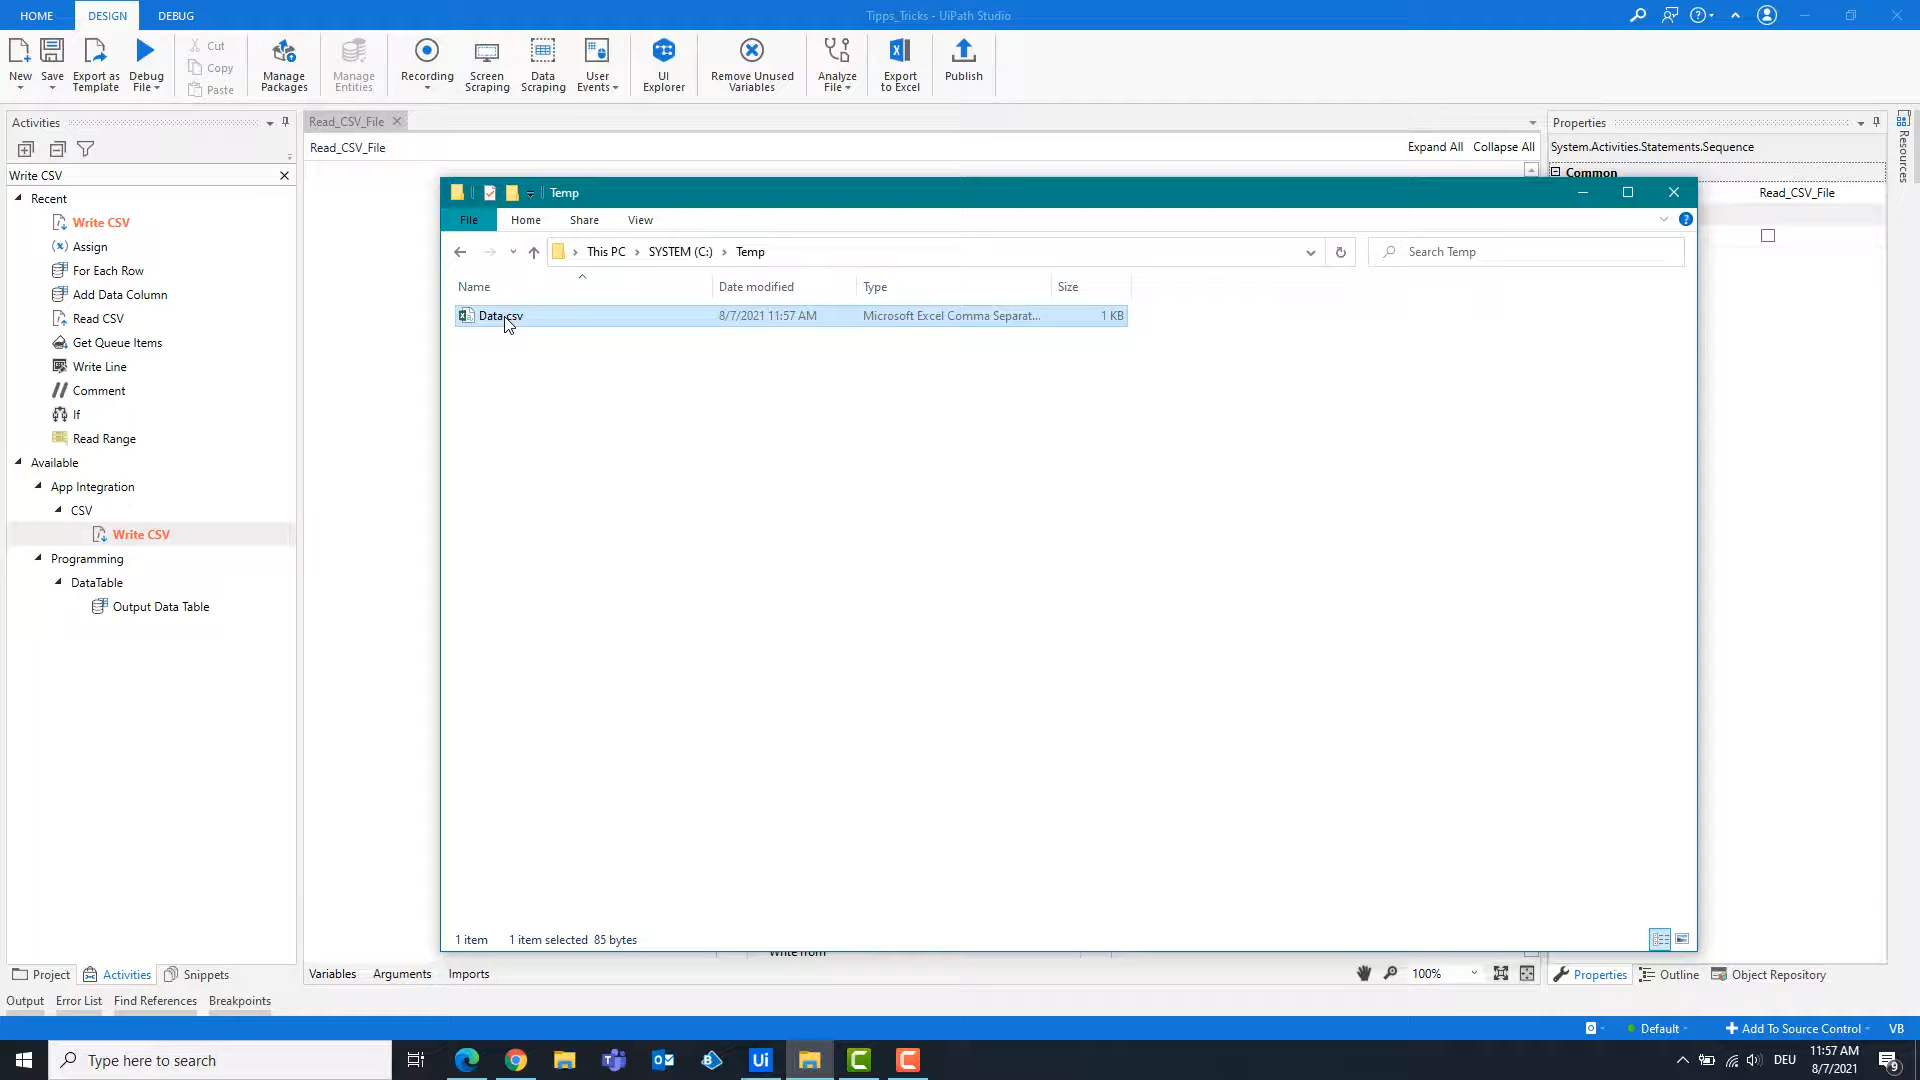 HOME DESIGN DEBUG Tipps_Tricks - UiPath Studio
New Save Export as Template Debug File Cut Copy Paste Manage Packages Manage Entities Recording Screen Scraping Data Scraping User Events UI Explorer Remove Unused Variables Analyze File Export to Excel Publish
Activities
Write CSV
Recent
Write CSV
Assign
For Each Row
Add Data Column
Read CSV
Get Queue Items
Write Line
Comment
If
Read Range
Available
App Integration
CSV
Write CSV
Programming
DataTable
Output Data Table
Project Activities Snippets
Read_CSV_File
Read_CSV_File Expand All Collapse All
Temp
File Home Share View
This PC SYSTEM (C:) Temp Search Temp
Name Date modified Type Size
Data.csv 8/7/2021 11:57 AM Microsoft Excel Comma Separat... 1 KB
1 item 1 item selected 85 bytes
Variables Arguments Imports 100%
Properties
System.Activities.Statements.Sequence
Common
Read_CSV_File
Resources
Properties Outline Object Repository
Output Error List Find References Breakpoints
Default Add To Source Control VB
Type here to search DEU 11:57 AM
8/7/2021
9